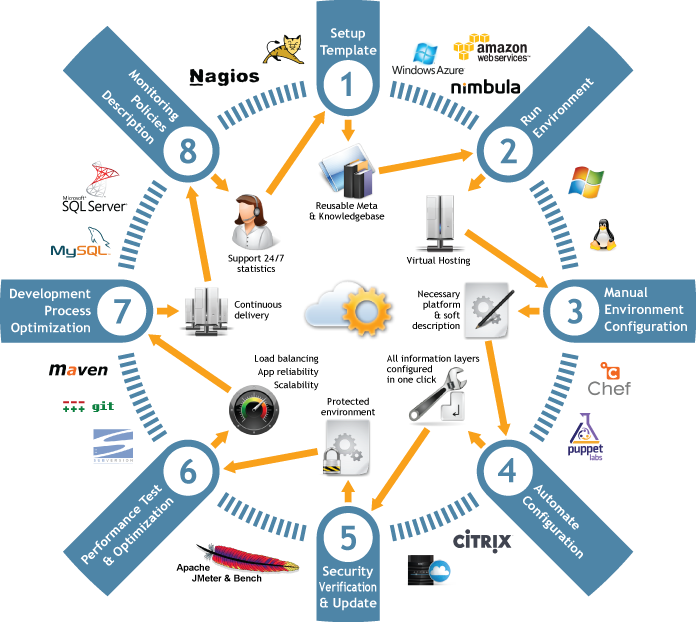 Setup
Template
1
Nagios
Windows Azure
amazon
webservices™
nimbula
Monitoring
Policies
Description
8
Run
Environment
2
Reusable Meta
& Knowledgebase
Microsoft®
SQL Server®
MySQL®
Support 24/7
statistics
Virtual Hosting
Development
Process
Optimization
7
Continuous
delivery
Necessary
platform
& soft
description
3
Manual
Environment
Configuration
maven
git
SUBVERSION
Load balancing
App reliability
Scalability
All information layers
configured
in one click
Protected
environment
Chef
puppet
labs
6
Performance Test
& Optimization
4
Automate
Configuration
Apache
JMeter & Bench
5
Security
Verification
& Update
CITRIX